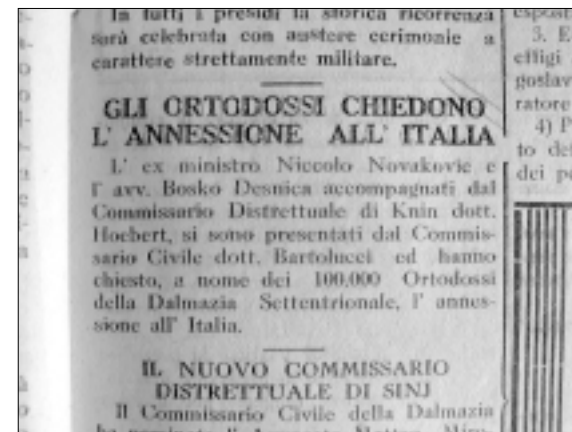 In tutti i presidi la storica ricorrenza
sarà celebrata con austere cerimonie a
carattere strettamente militare.
GLI ORTODOSSI CHIEDONO
L' ANNESSIONE ALL' ITALIA
L' ex ministro Niccolo Novakovic e
l' avv. Bosko Desnica accompagnati dal
Commissario Distrettuale di Knin dott.
Hoebert, si sono presentati dal Commis-
sario Civile dott. Bartolucci ed hanno
chiesto, a nome dei 100.000 Ortodossi
della Dalmazia Settentrionale, l' annes-
sione all' Italia.
IL NUOVO COMMISSARIO
DISTRETTUALE DI SINJ
Il Commissario Civile della Dalmazia
3. E
effigi
goslav
ratore
4) P
to de
dei p